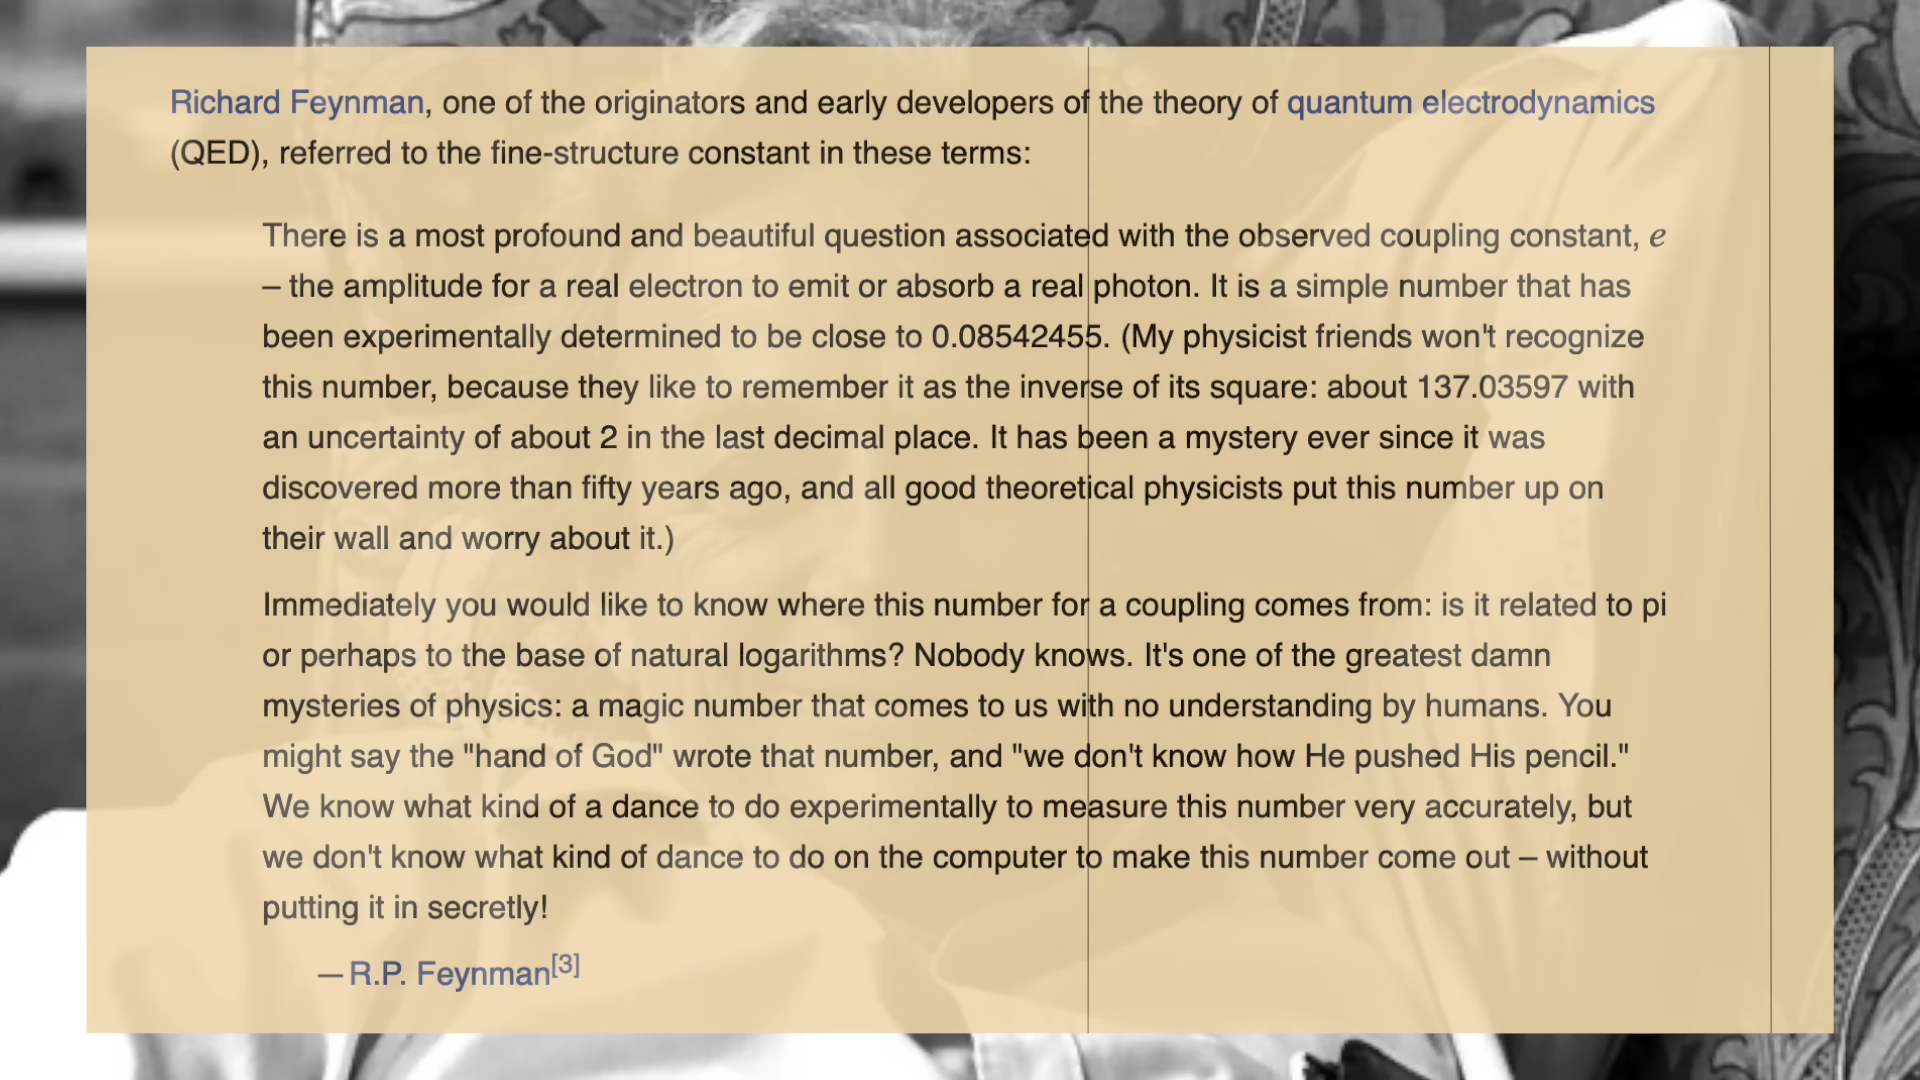 Richard Feynman, one of the originators and early developers of the theory of quantum electrodynamics
(QED), referred to the fine-structure constant in these terms:
There is a most profound and beautiful question associated with the observed coupling constant, e
– the amplitude for a real electron to emit or absorb a real photon. It is a simple number that has
been experimentally determined to be close to 0.08542455. (My physicist friends won't recognize
this number, because they like to remember it as the inverse of its square: about 137.03597 with
an uncertainty of about 2 in the last decimal place. It has been a mystery ever since it was
discovered more than fifty years ago, and all good theoretical physicists put this number up on
their wall and worry about it.)
Immediately you would like to know where this number for a coupling comes from: is it related to pi
or perhaps to the base of natural logarithms? Nobody knows. It's one of the greatest damn
mysteries of physics: a magic number that comes to us with no understanding by humans. You
might say the "hand of God" wrote that number, and "we don't know how He pushed His pencil."
We know what kind of a dance to do experimentally to measure this number very accurately, but
we don't know what kind of dance to do on the computer to make this number come out – without
putting it in secretly!
— R.P. Feynman[3]